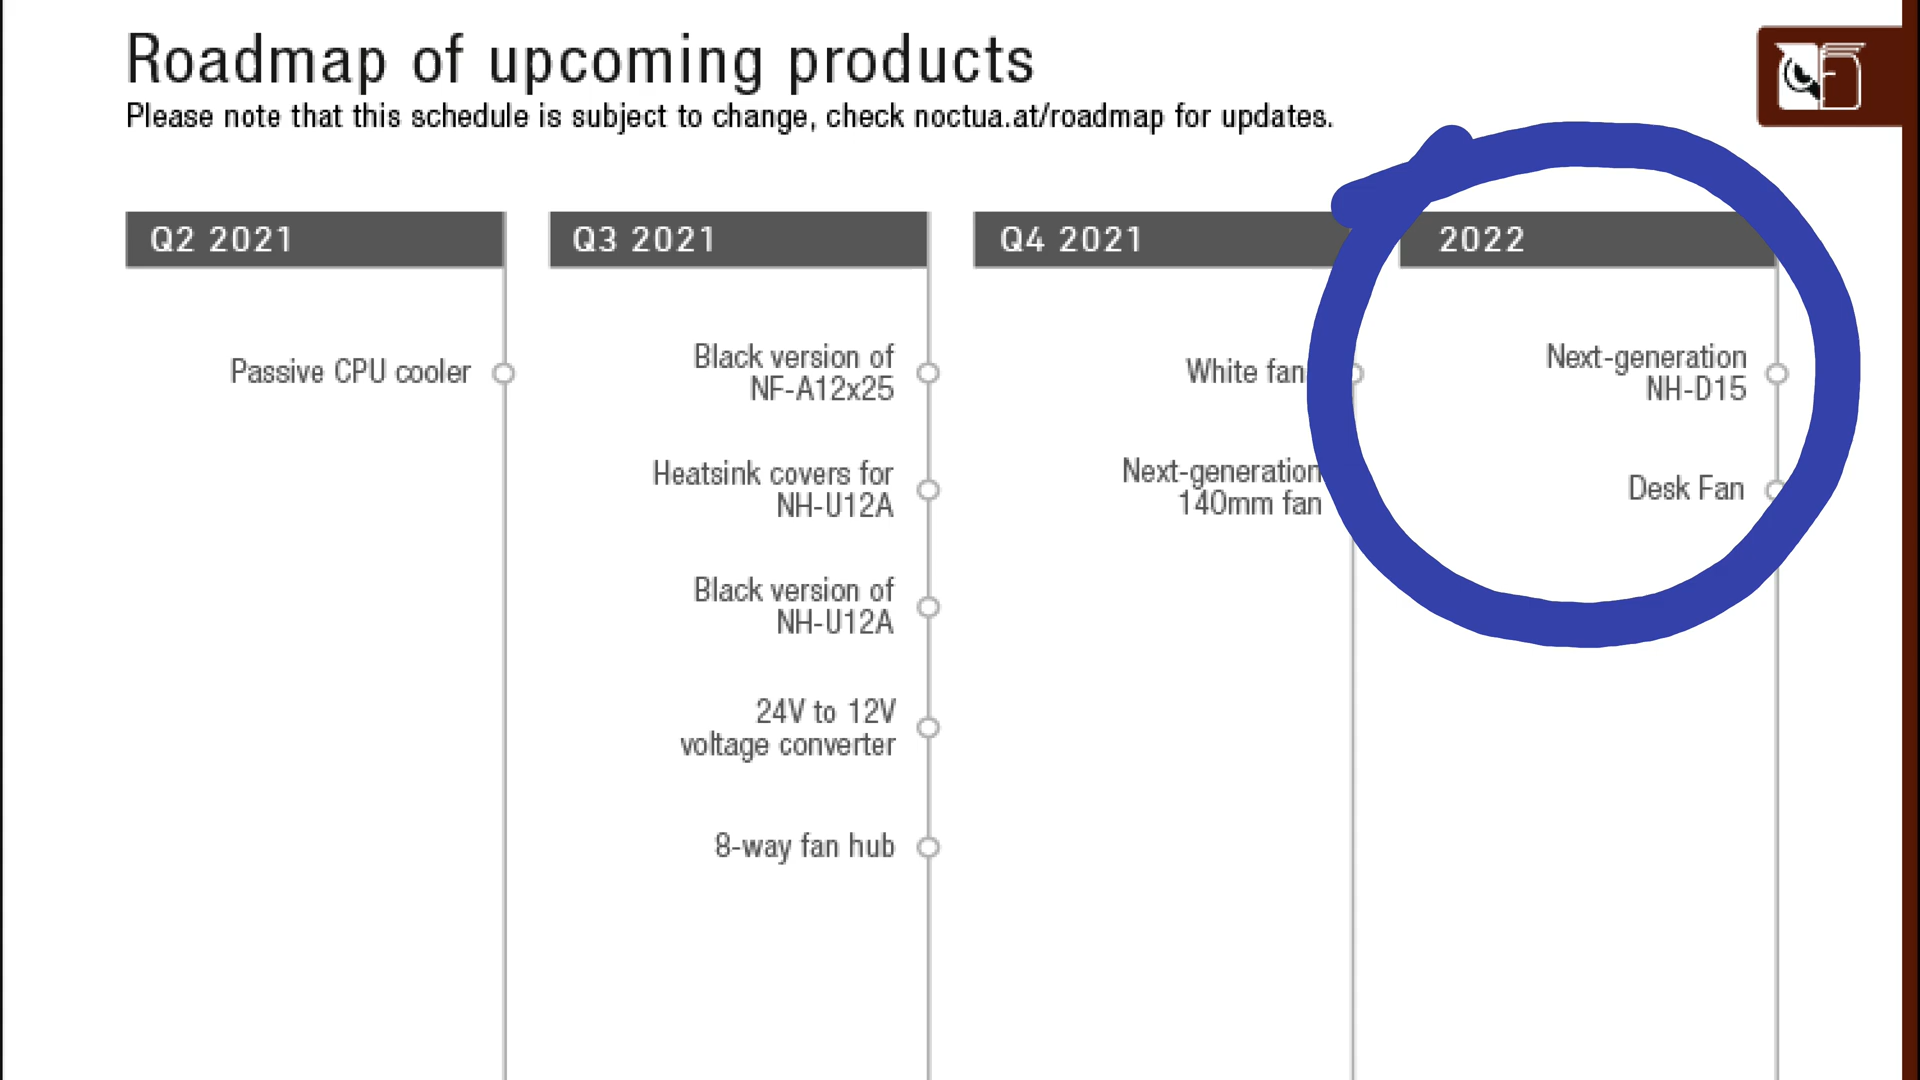 Roadmap of upcoming products
Please note that this schedule is subject to change, check noctua.at/roadmap for updates.
Q2 2021
Passive CPU cooler
Q3 2021
Black version of
NF-A12x25
Heatsink covers for
NH-U12A
Black version of
NH-U12A
24V to 12V
voltage converter
8-way fan hub
Q4 2021
White fan
Next-generation
140mm fan
2022
Next-generation
NH-D15
Desk Fan